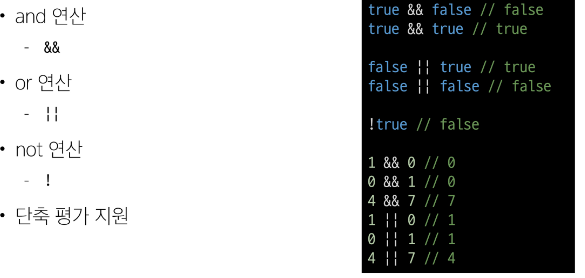 • and 연산
- &&
• or 연산
- ||
• not 연산
- !
• 단축 평가 지원
true && false // false
true && true // true
false || true // true
false || false // false
!true // false
1 && 0 // 0
0 && 1 // 0
4 && 7 // 7
1 || 0 // 1
0 || 1 // 1
4 || 7 // 4